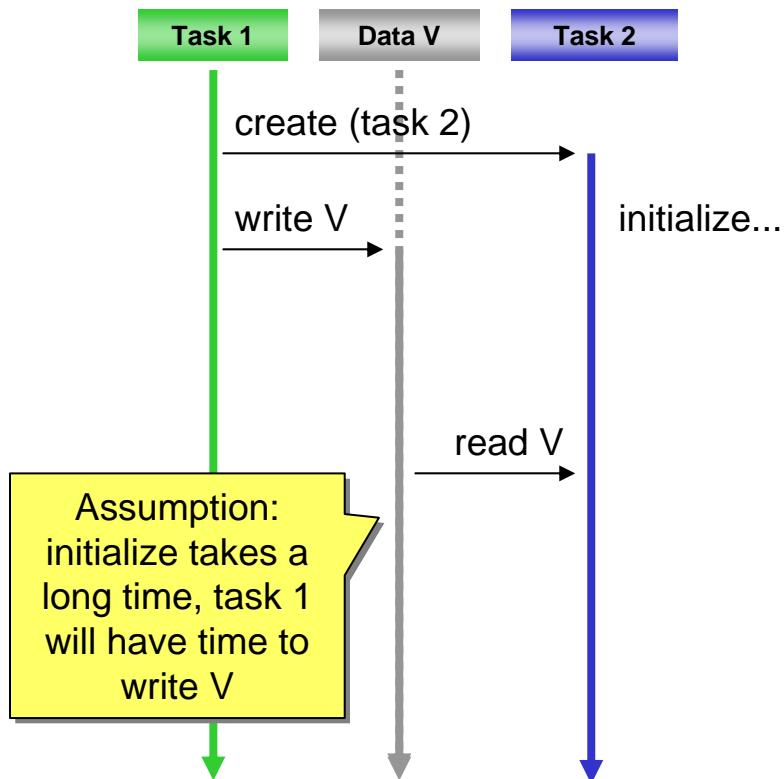 Task 1
Data V
Task 2
create (task 2)
write V
initialize...
read V
Assumption:
initialize takes a
long time, task 1
will have time to
write V